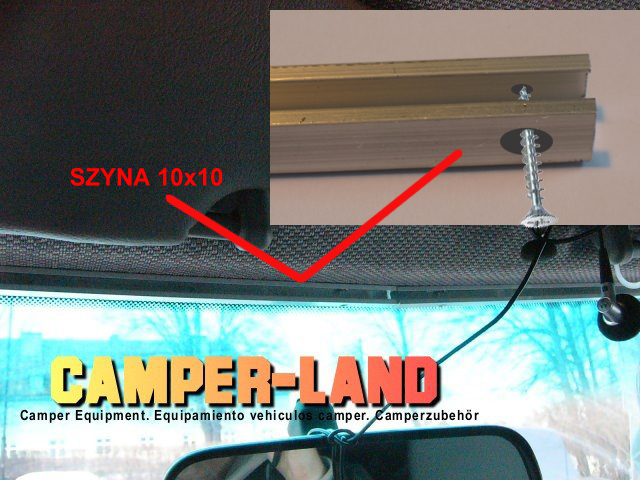 SZYNA 10x10
CAMPER-LAND
Camper Equipment. Equipamiento vehiculos camper. Camperzubehör